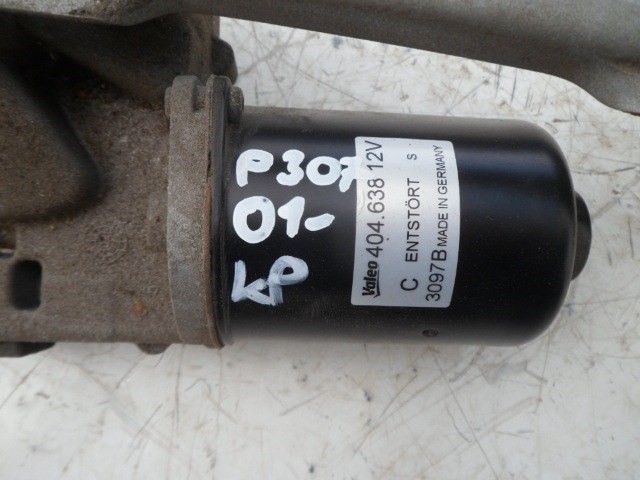 P307
01-
KP
Valeo 404.638 12V
C ENTSTÖRT S
3097B MADE IN GERMANY